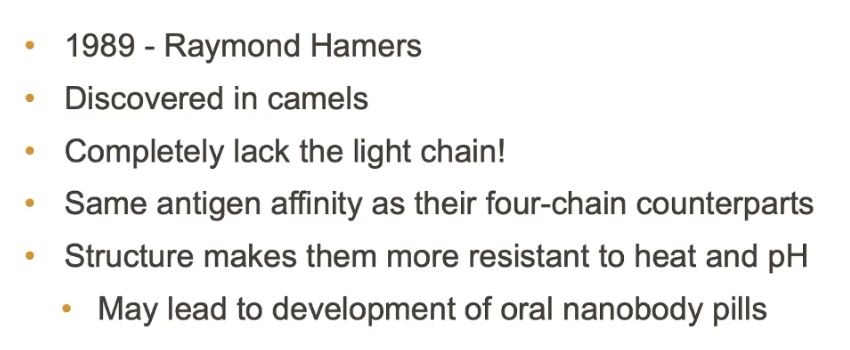 • 1989 - Raymond Hamers
• Discovered in camels
• Completely lack the light chain!
• Same antigen affinity as their four-chain counterparts
• Structure makes them more resistant to heat and pH
• May lead to development of oral nanobody pills